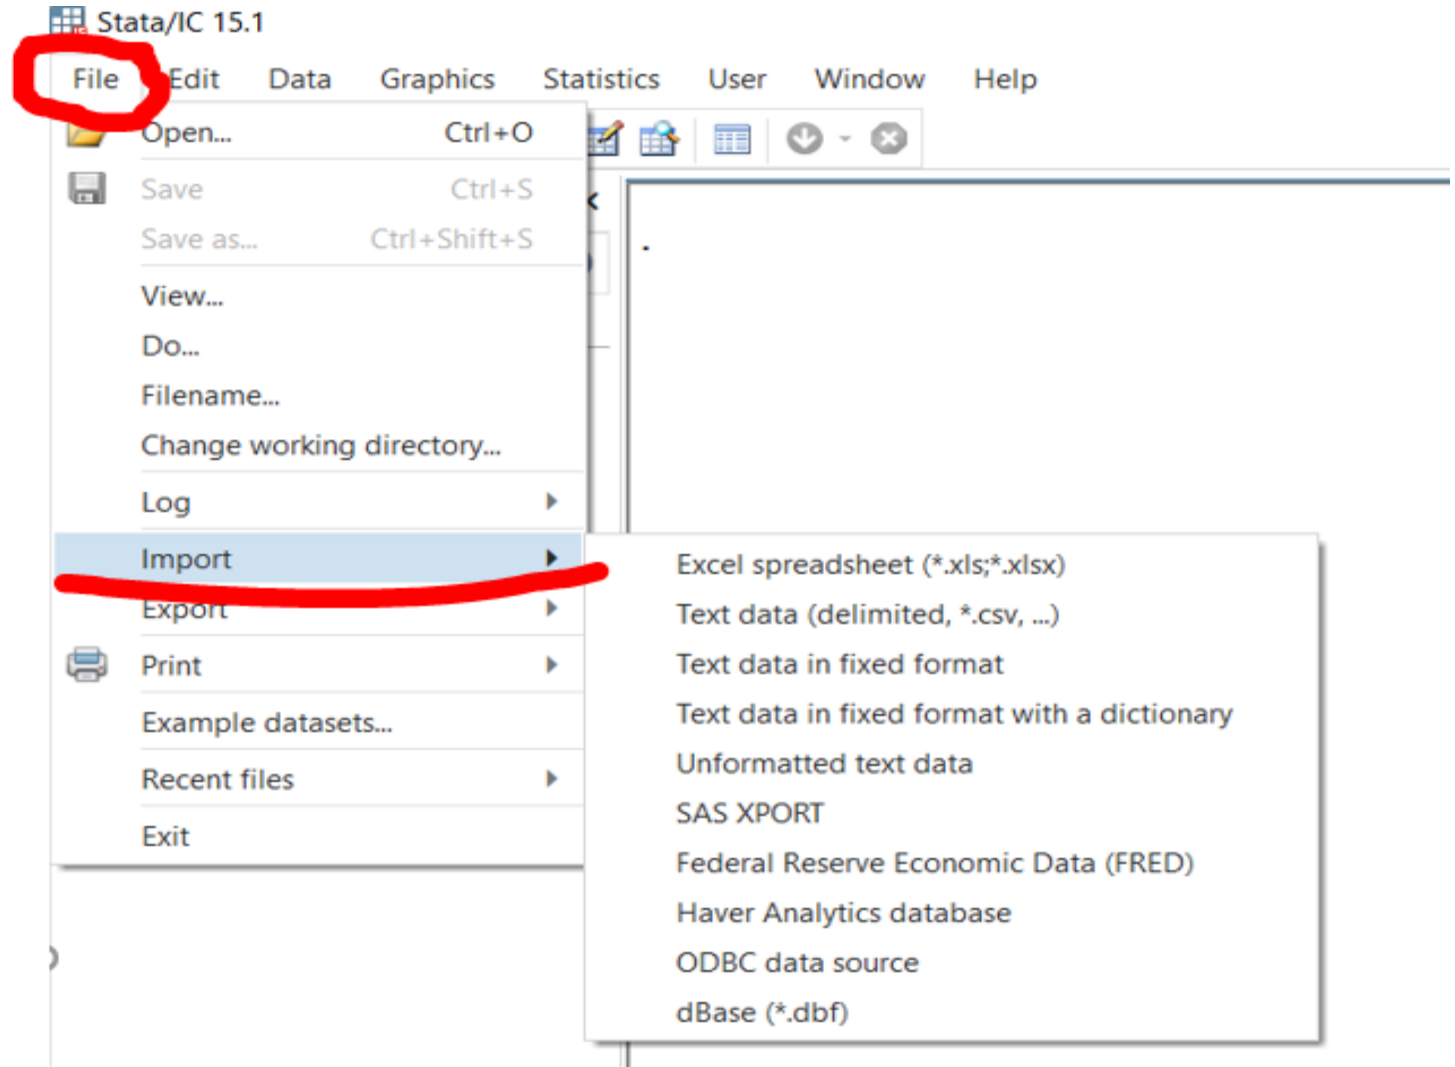 Stata/IC 15.1
File Edit Data Graphics Statistics User Window Help
Open... Ctrl+O
Save Ctrl+S
Save as... Ctrl+Shift+S
View...
Do...
Filename...
Change working directory...
Log
Import
Export
Print
Example datasets...
Recent files
Exit
Excel spreadsheet (*.xls;*.xlsx)
Text data (delimited, *.csv, ...)
Text data in fixed format
Text data in fixed format with a dictionary
Unformatted text data
SAS XPORT
Federal Reserve Economic Data (FRED)
Haver Analytics database
ODBC data source
dBase (*.dbf)